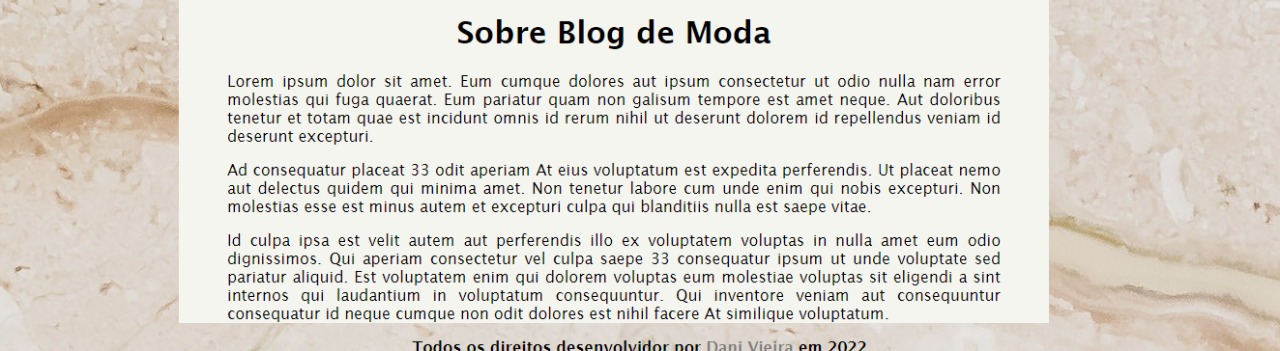 Sobre Blog de Moda
Lorem ipsum dolor sit amet. Eum cumque dolores aut ipsum consectetur ut odio nulla nam error
molestias qui fuga quaerat. Eum pariatur quam non galisum tempore est amet neque. Aut doloribus
tenetur et totam quae est incidunt omnis id rerum nihil ut deserunt dolorem id repellendus veniam id
deserunt excepturi.
Ad consequatur placeat 33 odit aperiam At eius voluptatum est expedita perferendis. Ut placeat nemo
aut delectus quidem qui minima amet. Non tenetur labore cum unde enim qui nobis excepturi. Non
molestias esse est minus autem et excepturi culpa qui blanditiis nulla est saepe vitae.
Id culpa ipsa est velit autem aut perferendis illo ex voluptatem voluptas in nulla amet eum odio
dignissimos. Qui aperiam consectetur vel culpa saepe 33 consequatur ipsum ut unde voluptate sed
pariatur aliquid. Est voluptatem enim qui dolorem voluptas eum molestiae voluptas sit eligendi a sint
internos qui laudantium in voluptatum consequuntur. Qui inventore veniam aut consequuntur
consequatur id neque cumque non odit dolores est nihil facere At similique voluptatum.
Todos os direitos desenvolvidor por Dani Vieira em 2022